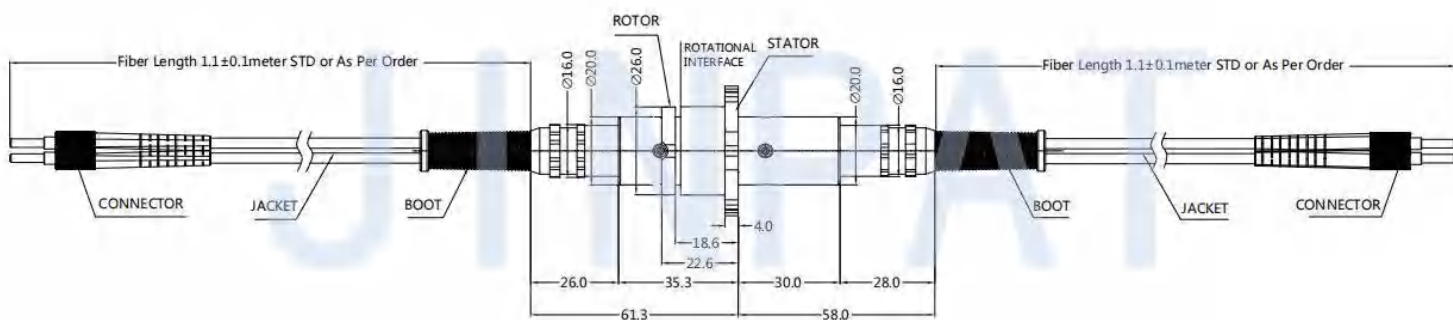 ROTOR
ROTATIONAL
INTERFACE
STATOR
Fiber Length 1.1±0.1meter STD or As Per Order
Fiber Length 1.1±0.1meter STD or As Per Order
Ø16.0
Ø20.0
Ø26.0
Ø20.0
Ø16.0
CONNECTOR
JACKET
BOOT
BOOT
JACKET
CONNECTOR
4.0
18.6
22.6
26.0
35.3
30.0
28.0
61.3
58.0
JINPAT